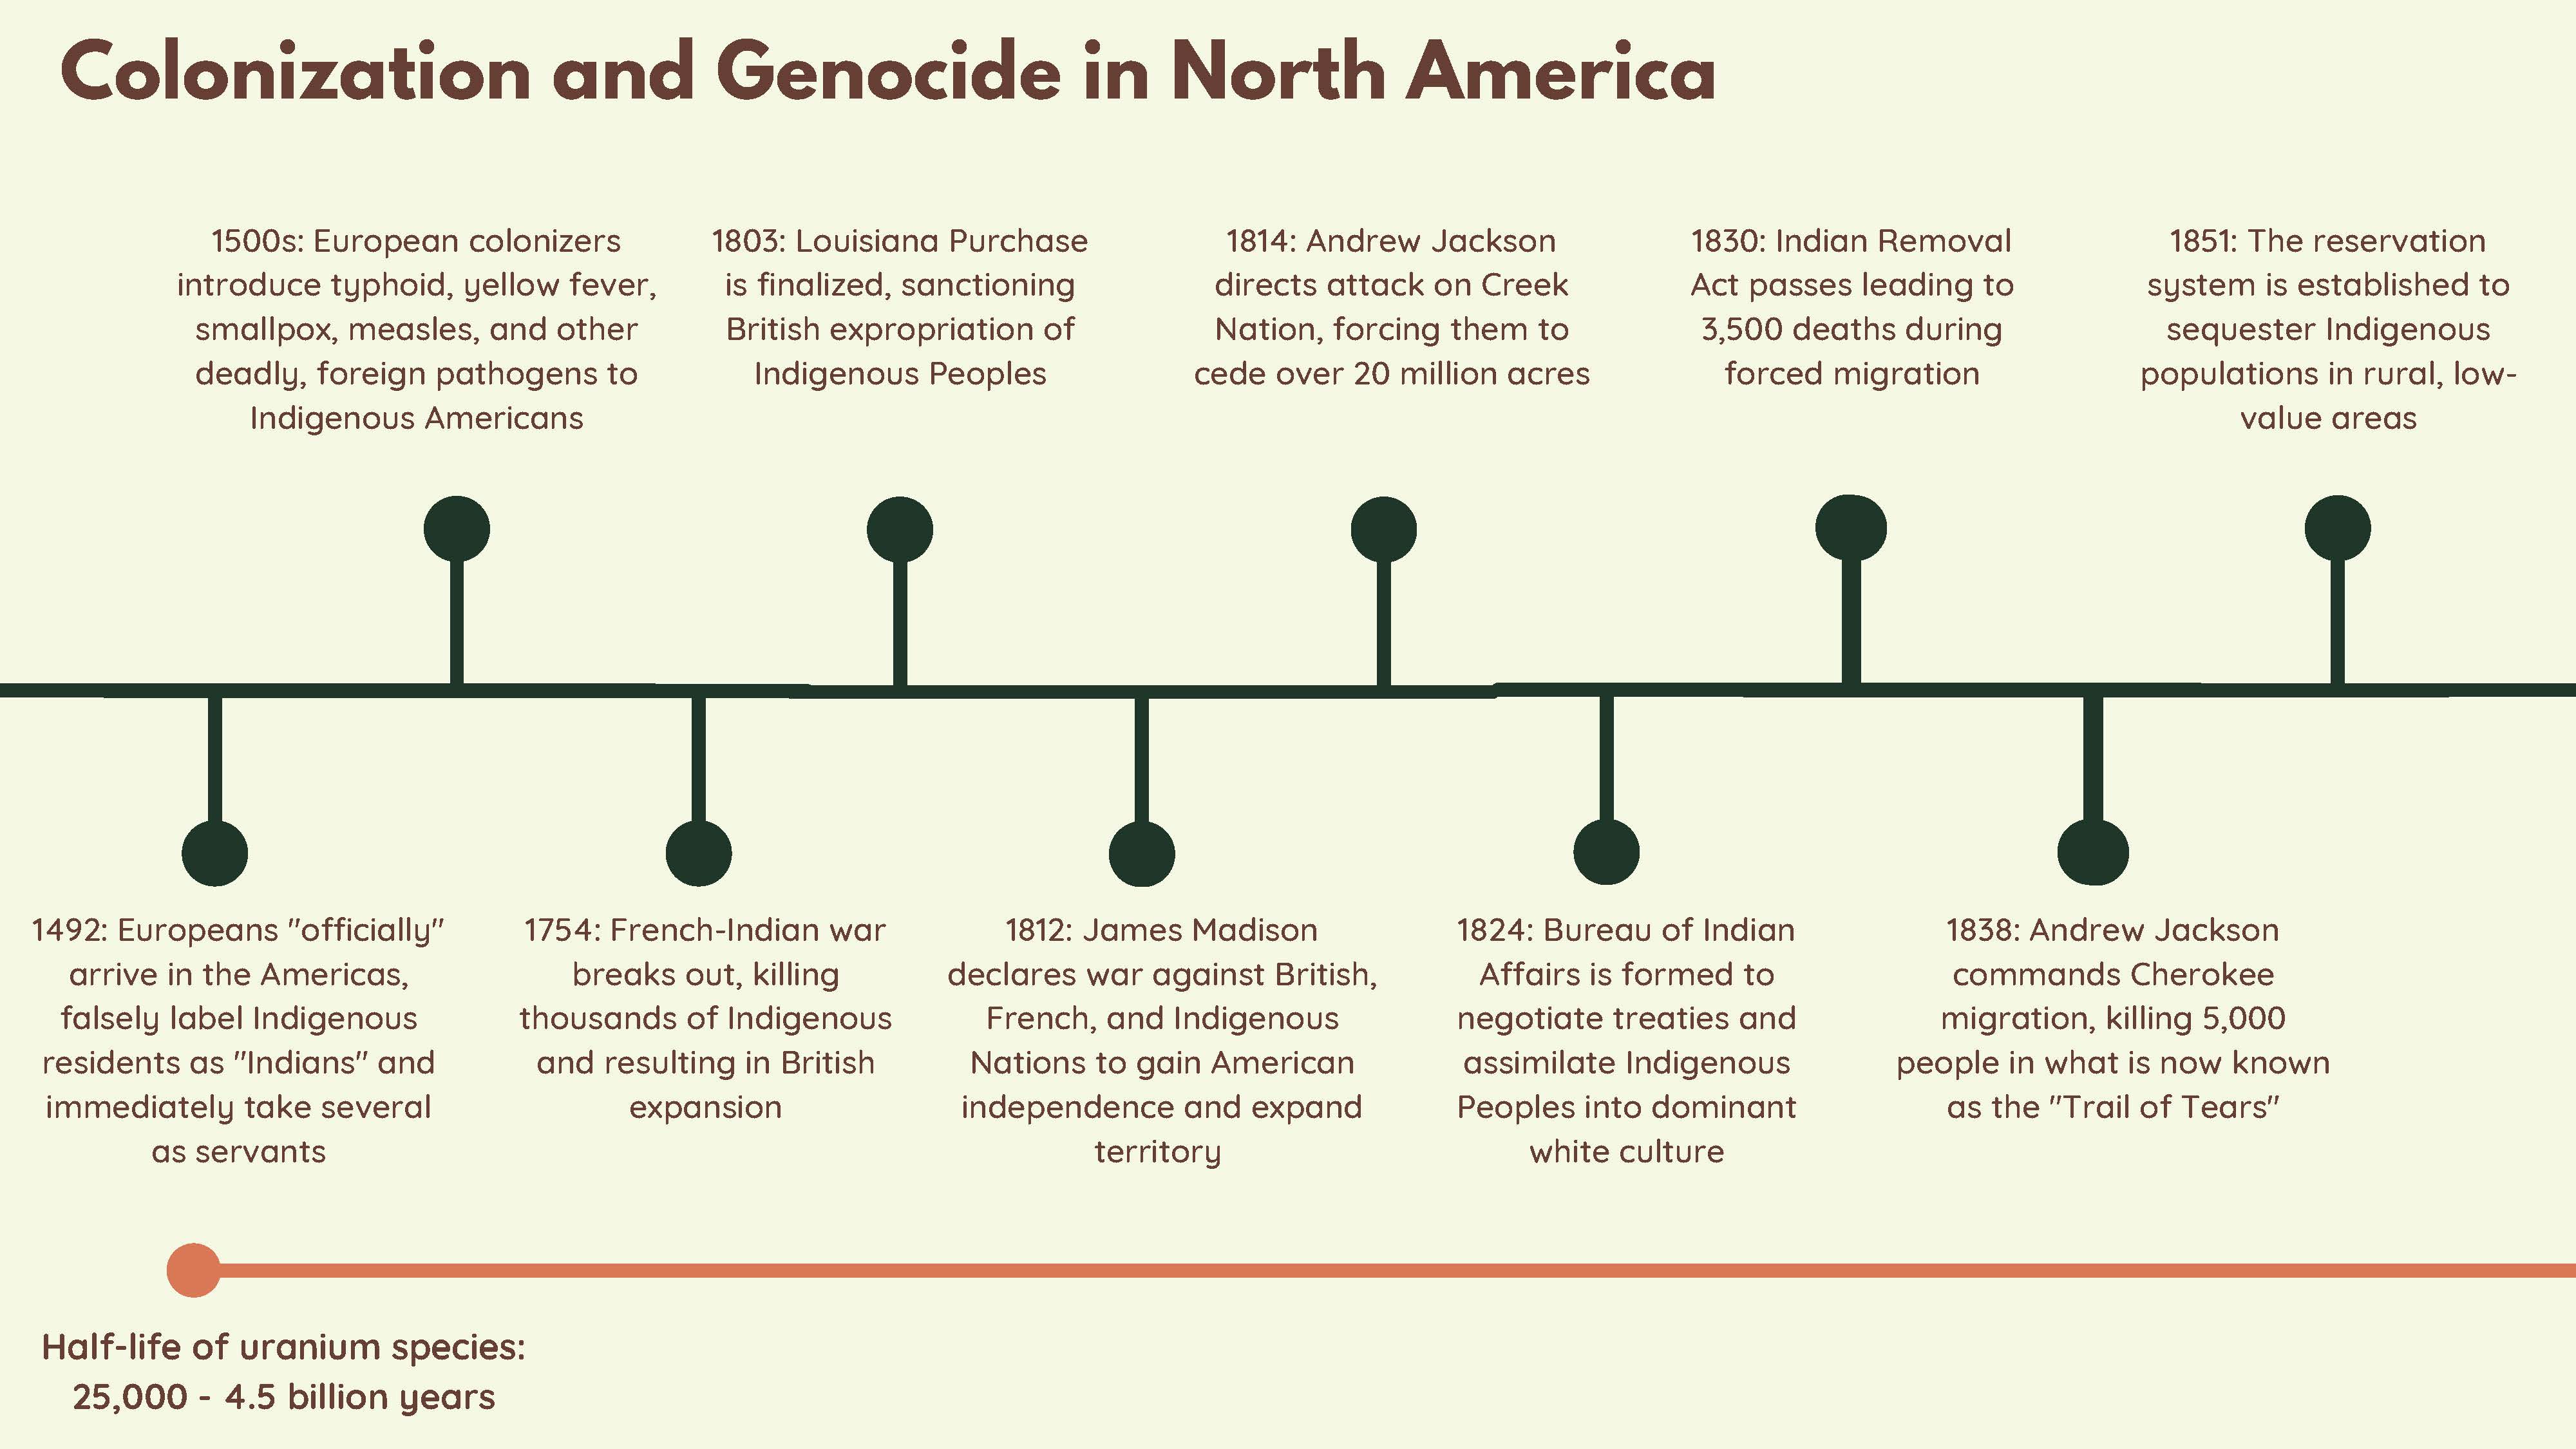 Colonization and Genocide in North America
1500s: European colonizers
introduce typhoid, yellow fever,
smallpox, measles, and other
deadly, foreign pathogens to
Indigenous Americans
1803: Louisiana Purchase
is finalized, sanctioning
British expropriation of
Indigenous Peoples
1814: Andrew Jackson
directs attack on Creek
Nation, forcing them to
cede over 20 million acres
1830: Indian Removal
Act passes leading to
3,500 deaths during
forced migration
1851: The reservation
system is established to
sequester Indigenous
populations in rural, low-
value areas
1492: Europeans "officially"
arrive in the Americas,
falsely label Indigenous
residents as "Indians" and
immediately take several
as servants
1754: French-Indian war
breaks out, killing
thousands of Indigenous
and resulting in British
expansion
1812: James Madison
declares war against British,
French, and Indigenous
Nations to gain American
independence and expand
territory
1824: Bureau of Indian
Affairs is formed to
negotiate treaties and
assimilate Indigenous
Peoples into dominant
white culture
1838: Andrew Jackson
commands Cherokee
migration, killing 5,000
people in what is now known
as the "Trail of Tears"
Half-life of uranium species:
25,000 - 4.5 billion years